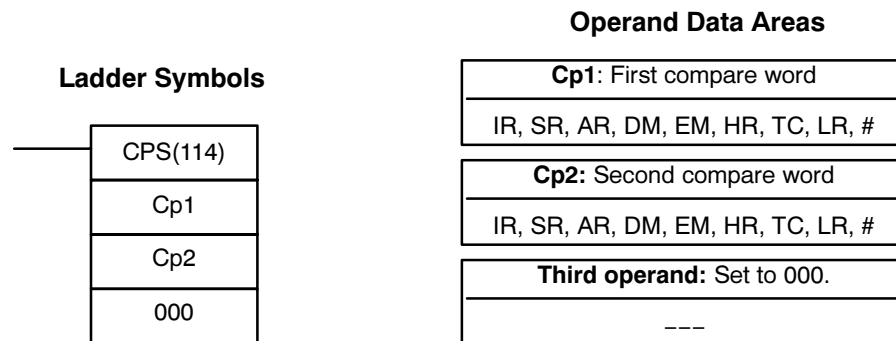 Ladder Symbols
CPS(114)
Cp1
Cp2
000
Operand Data Areas
Cp1: First compare word
IR, SR, AR, DM, EM, HR, TC, LR, #
Cp2: Second compare word
IR, SR, AR, DM, EM, HR, TC, LR, #
Third operand: Set to 000.
–––